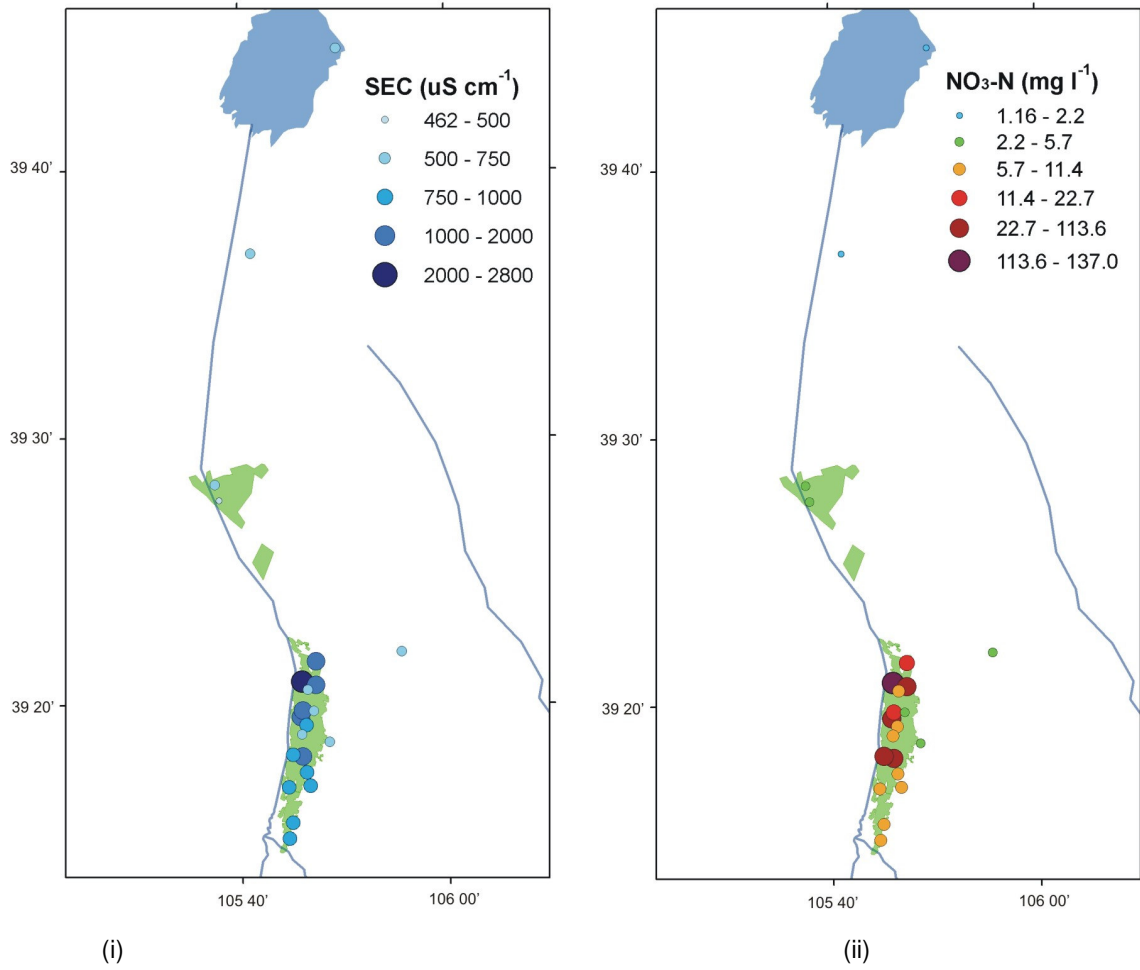 SEC (uS cm⁻¹)
462 - 500
500 - 750
750 - 1000
1000 - 2000
2000 - 2800
39 40'
39 30'
39 20'
105 40'
106 00'
(i)
NO₃-N (mg l⁻¹)
1.16 - 2.2
2.2 - 5.7
5.7 - 11.4
11.4 - 22.7
22.7 - 113.6
113.6 - 137.0
39 40'
39 30'
39 20'
105 40'
106 00'
(ii)